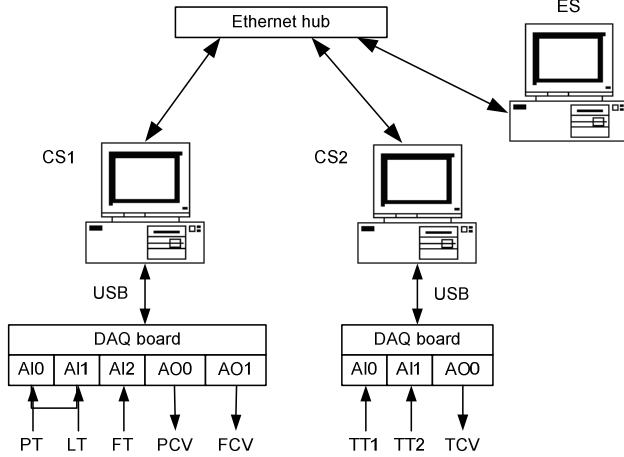 ES
Ethernet hub
CS1
CS2
USB
USB
DAQ board
DAQ board
AI0 AI1 AI2 AO0 AO1
AI0 AI1 AO0
PT LT FT PCV FCV
TT1 TT2 TCV